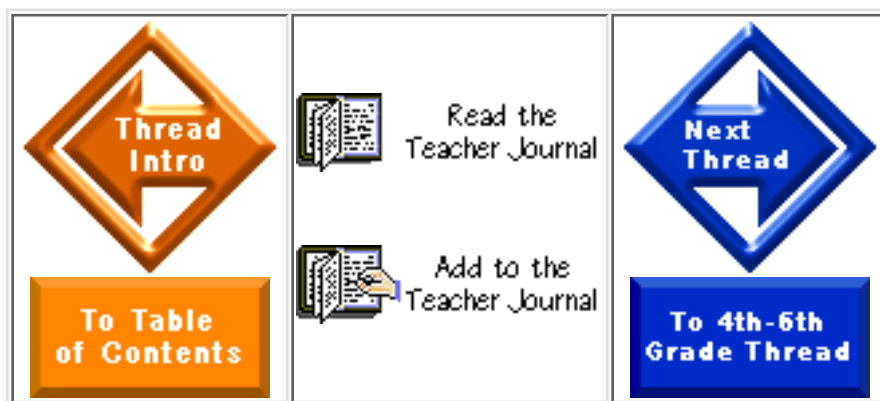 Thread
Intro
To Table
of Contents
Read the
Teacher Journal
Add to the
Teacher Journal
Next
Thread
To 4th-6th
Grade Thread